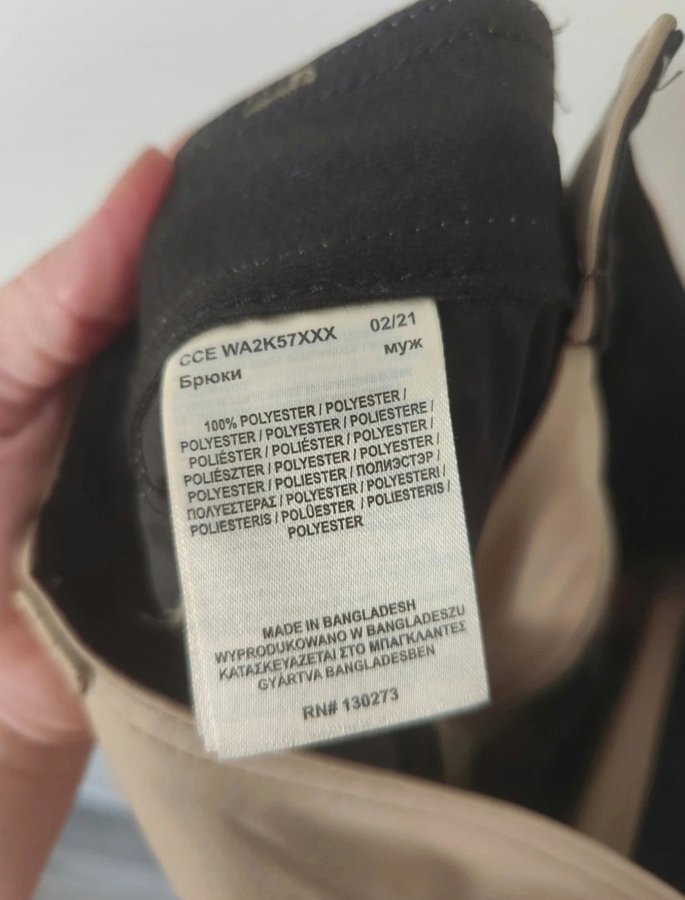 CCE WA2K57XXX 02/21
Брюки муж
100% POLYESTER / POLYESTER /
POLYESTER / POLYESTER / POLIESTERE /
POLIÉSTER / POLIÉSTER / POLYESTER /
POLIÉSZTER / POLYESTER / POLYESTER /
POLYESTER / POLIESTER / ПОЛИЭСТЭР /
ΠΟΛΥΕΣΤΕΡΑΣ / POLYESTER / POLYESTERI /
POLIESTERIS / POLÜESTER / POLIESTERIS /
POLYESTER
MADE IN BANGLADESH
WYPRODUKOWANO W BANGLADESZU
ΚΑΤΑΣΚΕΥΑΖΕΤΑΙ ΣΤΟ ΜΠΑΓΚΛΑΝΤΕΣ
GYÁRTVA BANGLADESBEN
RN# 130273